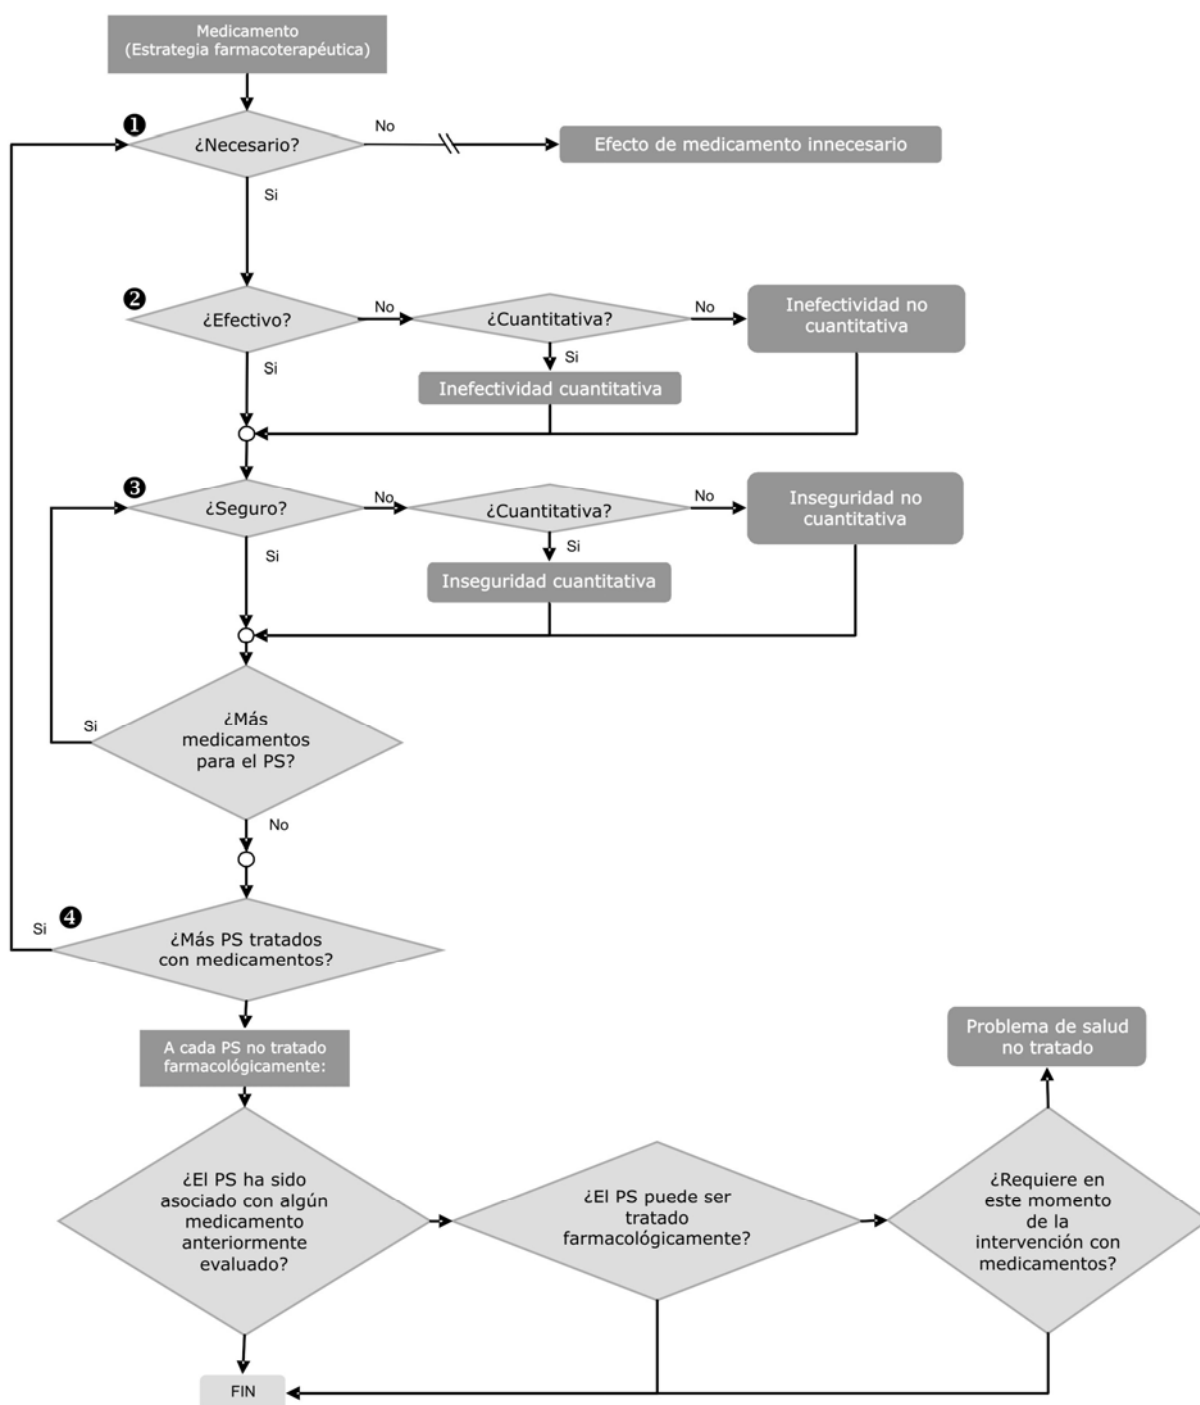 Medicamento
(Estrategia farmacoterapéutica)
❶
¿Necesario?
No
Efecto de medicamento innecesario
Si
❷
¿Efectivo?
No
¿Cuantitativa?
No
Inefectividad no
cuantitativa
Si
Si
Inefectividad cuantitativa
❸
¿Seguro?
No
¿Cuantitativa?
No
Inseguridad no
cuantitativa
Si
Si
Inseguridad cuantitativa
¿Más
medicamentos
para el PS?
Si
No
❹
Si
¿Más PS tratados
con medicamentos?
A cada PS no tratado
farmacológicamente:
Problema de salud
no tratado
¿El PS ha sido
asociado con algún
medicamento
anteriormente
evaluado?
¿El PS puede ser
tratado
farmacológicamente?
¿Requiere en
este momento
de la
intervención con
medicamentos?
FIN